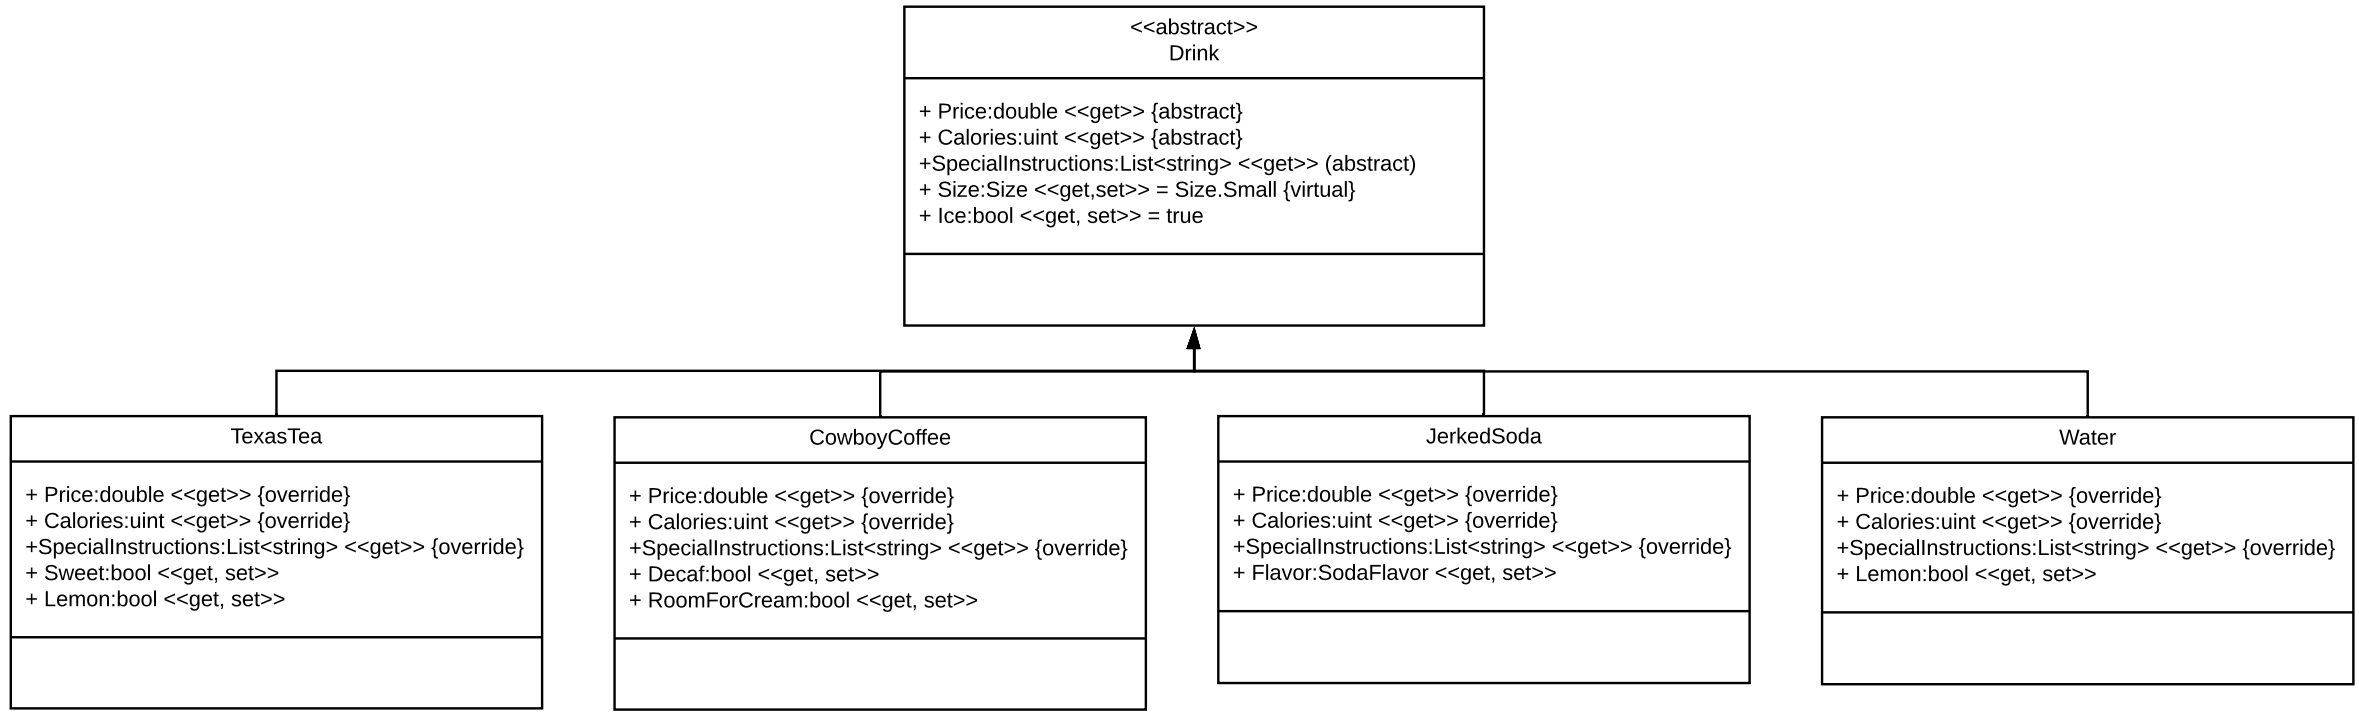 <<abstract>>
Drink
+ Price:double <<get>> {abstract}
+ Calories:uint <<get>> {abstract}
+SpecialInstructions:List<string> <<get>> (abstract)
+ Size:Size <<get,set>> = Size.Small {virtual}
+ Ice:bool <<get, set>> = true
TexasTea
+ Price:double <<get>> {override}
+ Calories:uint <<get>> {override}
+SpecialInstructions:List<string> <<get>> {override}
+ Sweet:bool <<get, set>>
+ Lemon:bool <<get, set>>
CowboyCoffee
+ Price:double <<get>> {override}
+ Calories:uint <<get>> {override}
+SpecialInstructions:List<string> <<get>> {override}
+ Decaf:bool <<get, set>>
+ RoomForCream:bool <<get, set>>
JerkedSoda
+ Price:double <<get>> {override}
+ Calories:uint <<get>> {override}
+SpecialInstructions:List<string> <<get>> {override}
+ Flavor:SodaFlavor <<get, set>>
Water
+ Price:double <<get>> {override}
+ Calories:uint <<get>> {override}
+SpecialInstructions:List<string> <<get>> {override}
+ Lemon:bool <<get, set>>